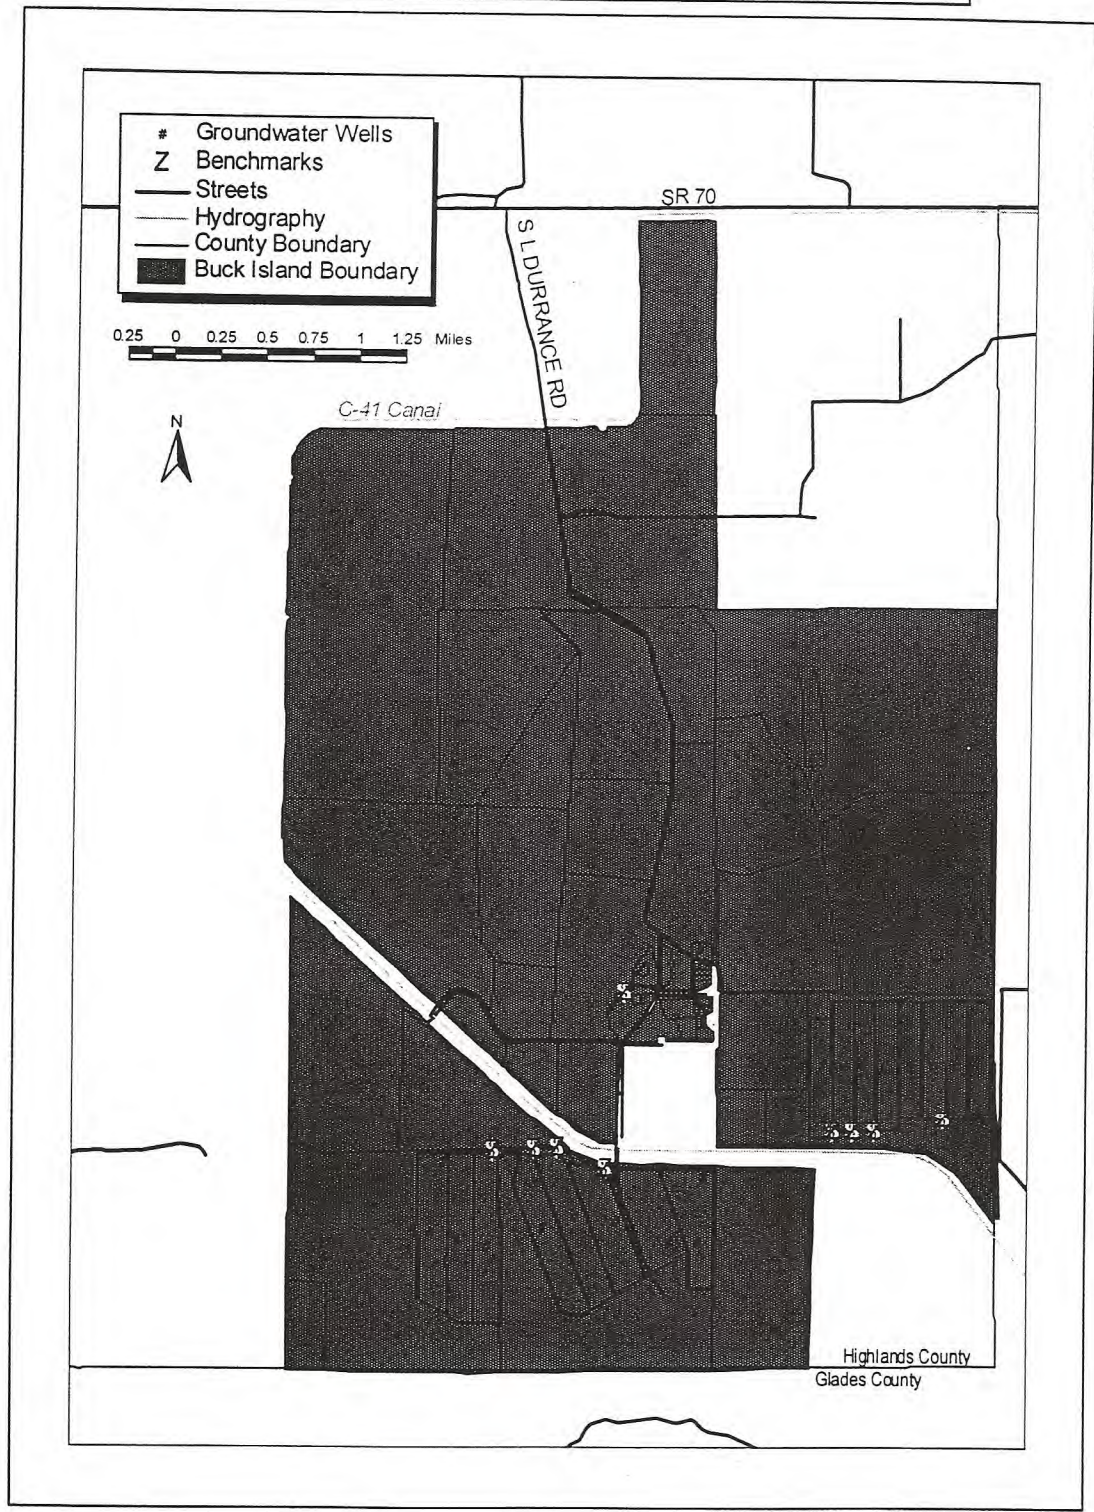 # Groundwater Wells
Z Benchmarks
Streets
Hydrography
County Boundary
Buck Island Boundary
0.25 0 0.25 0.5 0.75 1 1.25 Miles
N
SR 70
S L DURRANCE RD
C-41 Canal
Highlands County
Glades County